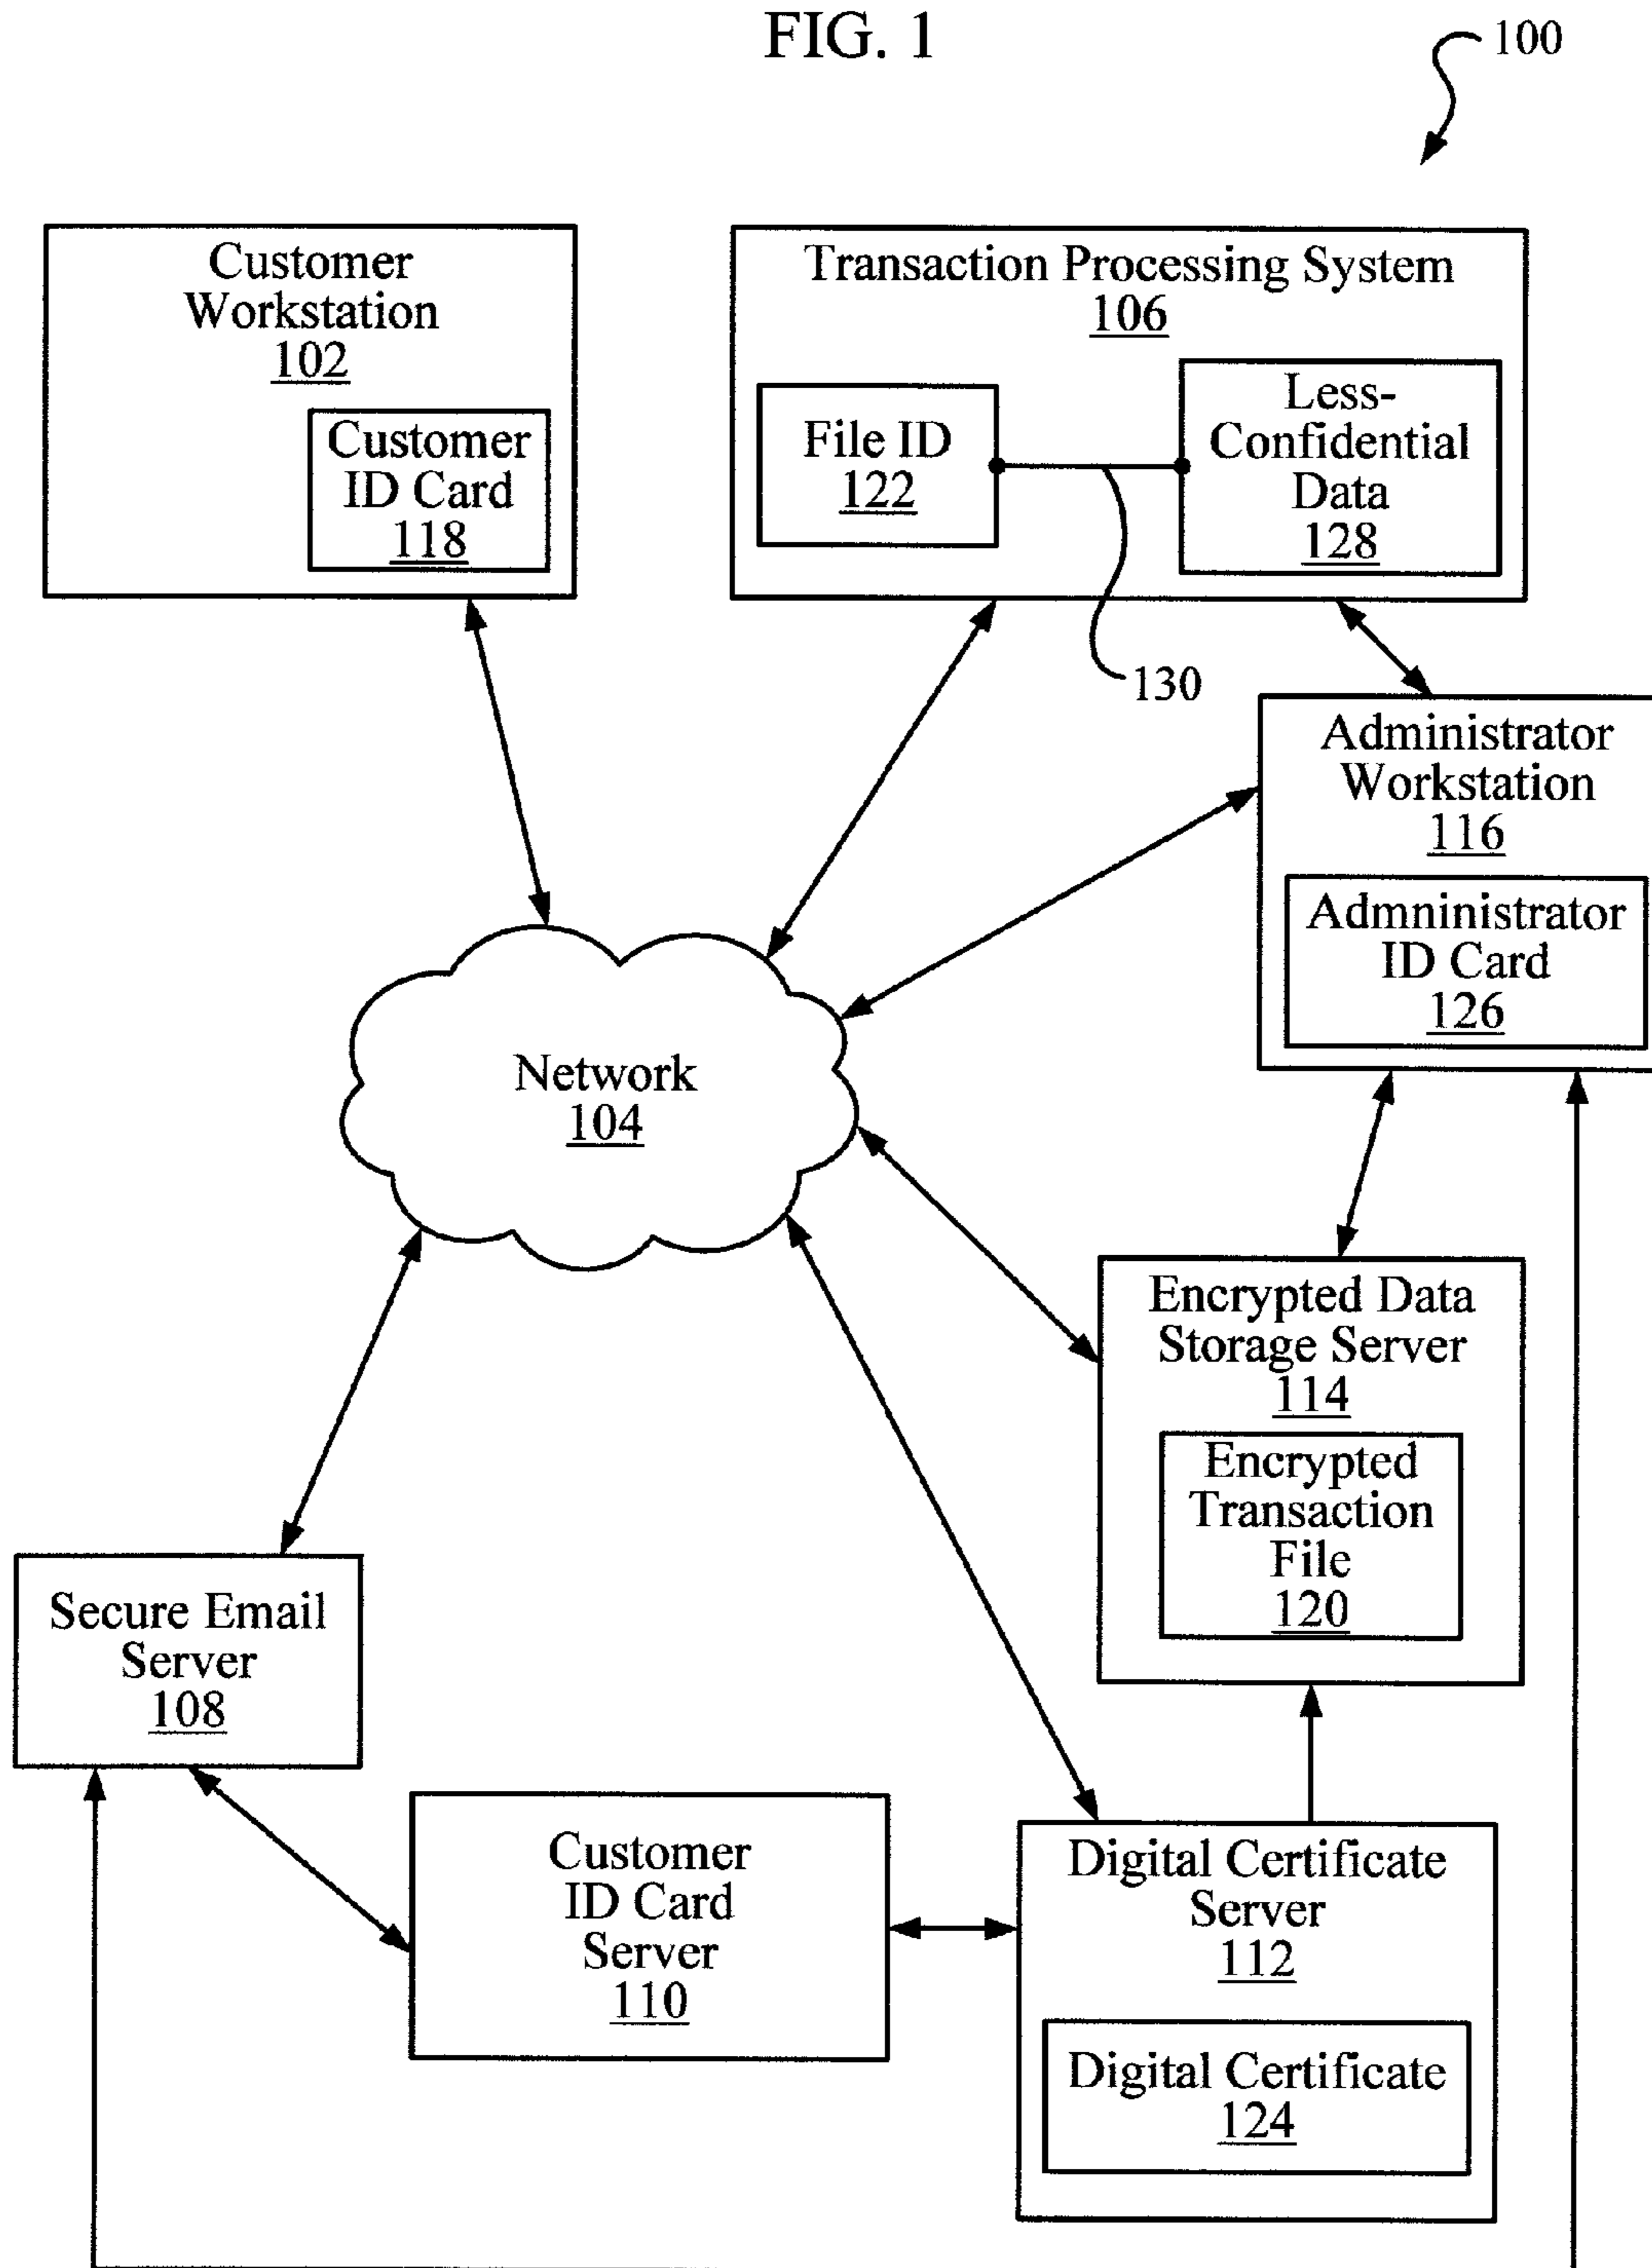 FIG. 1
100
Customer
Workstation
102
Customer
ID Card
118
Transaction Processing System
106
File ID
122
Less-
Confidential
Data
128
130
Administrator
Workstation
116
Admninistrator
ID Card
126
Network
104
Encrypted Data
Storage Server
114
Encrypted
Transaction
File
120
Secure Email
Server
108
Customer
ID Card
Server
110
Digital Certificate
Server
112
Digital Certificate
124